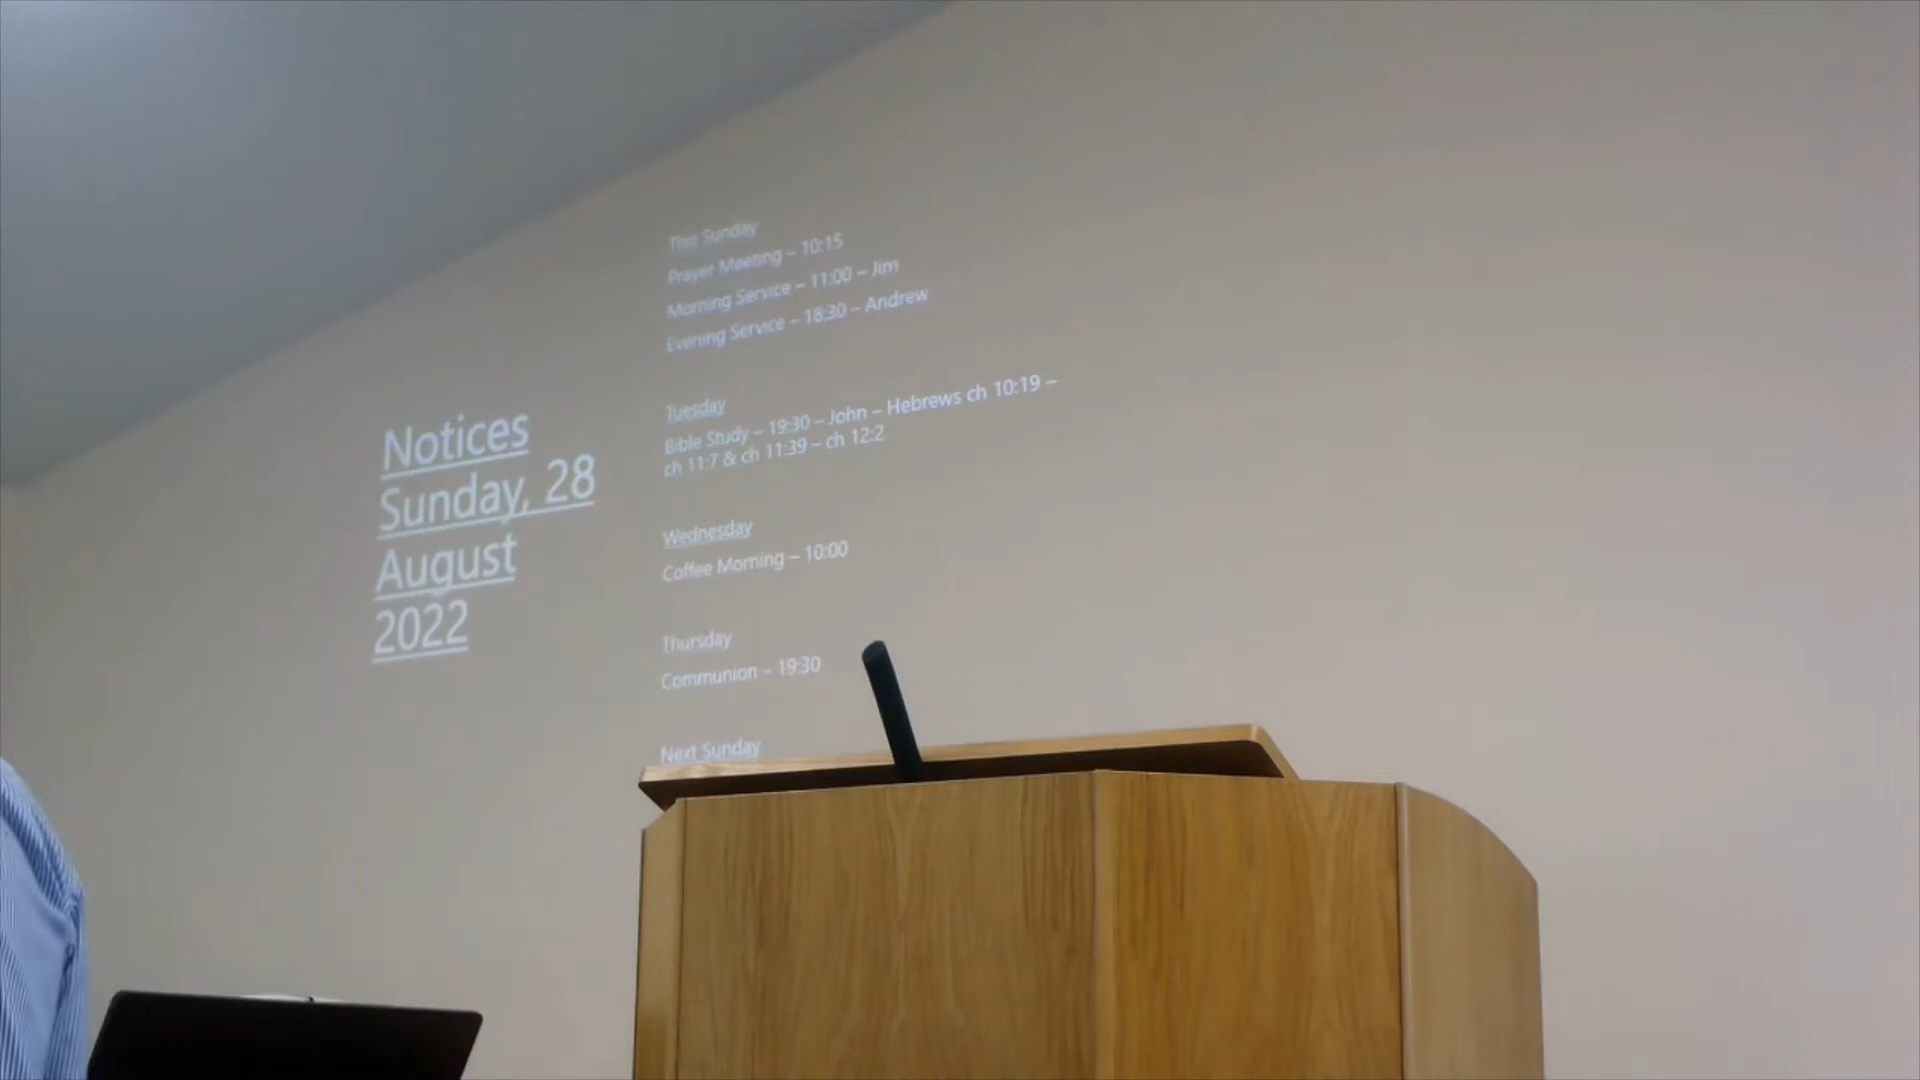 Notices
Sunday, 28
August
2022
This Sunday
Prayer Meeting – 10:15
Morning Service – 11:00 – Jim
Evening Service – 18:30 – Andrew
Tuesday
Bible Study – 19:30 – John – Hebrews ch 10:19 –
ch 11:7 & ch 11:39 – ch 12:2
Wednesday
Coffee Morning – 10:00
Thursday
Communion – 19:30
Next Sunday